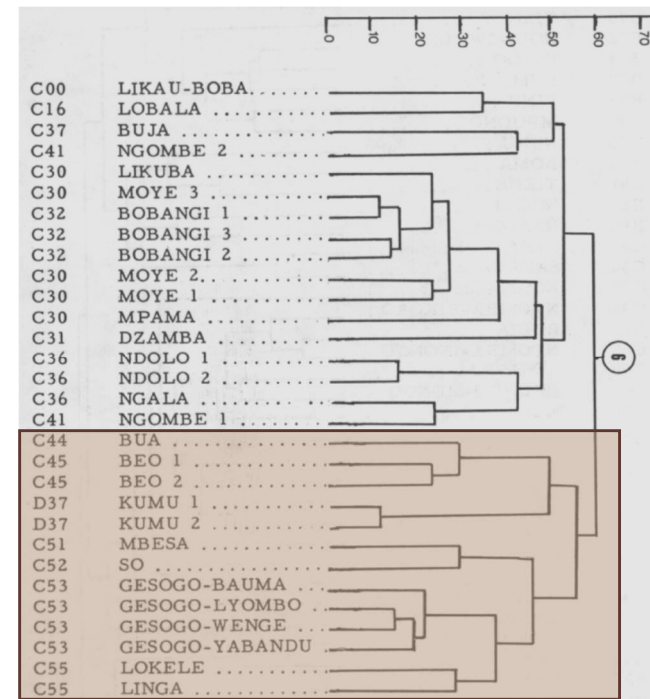 0 10 20 30 40 50 60 70
C00 LIKAU-BOBA
C16 LOBALA
C37 BUJA
C41 NGOMBE 2
C30 LIKUBA
C30 MOYE 3
C32 BOBANGI 1
C32 BOBANGI 3
C32 BOBANGI 2
C30 MOYE 2
C30 MOYE 1
C30 MPAMA
C31 DZAMBA
C36 NDOLO 1
C36 NDOLO 2
C36 NGALA
C41 NGOMBE 1
C44 BUA
C45 BEO 1
C45 BEO 2
D37 KUMU 1
D37 KUMU 2
C51 MBESA
C52 SO
C53 GESOGO-BAUMA
C53 GESOGO-LYOMBO
C53 GESOGO-WENGE
C53 GESOGO-YABANDU
C55 LOKELE
C55 LINGA